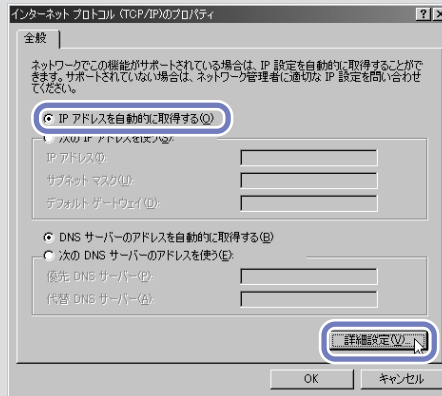 インターネット プロトコル (TCP/IP)のプロパティ
全般
ネットワークでこの機能がサポートされている場合は、IP 設定を自動的に取得することがで
きます。サポートされていない場合は、ネットワーク管理者に適切な IP 設定を問い合わせ
てください。
IP アドレスを自動的に取得する(O)
次の IP アドレスを使う(S):
IP アドレス(I):
サブネット マスク(U):
デフォルト ゲートウェイ(D):
DNS サーバーのアドレスを自動的に取得する(B)
次の DNS サーバーのアドレスを使う(E):
優先 DNS サーバー(P):
代替 DNS サーバー(A):
詳細設定(V)...
OK
キャンセル